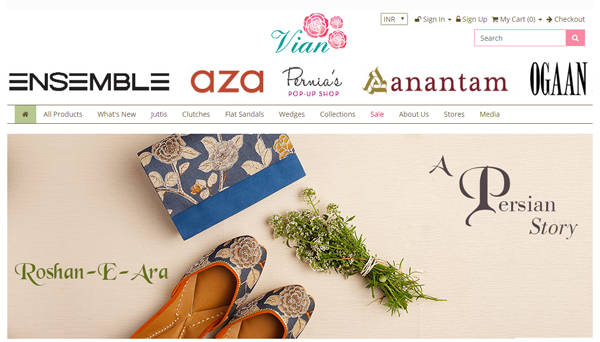 Vian
INR Sign In Sign Up My Cart (0) Checkout
Search
ENSEMBLE aza Pernia's POP-UP SHOP anantam OGAAN
All Products What's New Juttis Clutches Flat Sandals Wedges Collections Sale About Us Stores Media
A Persian Story
Roshan-E-Ara